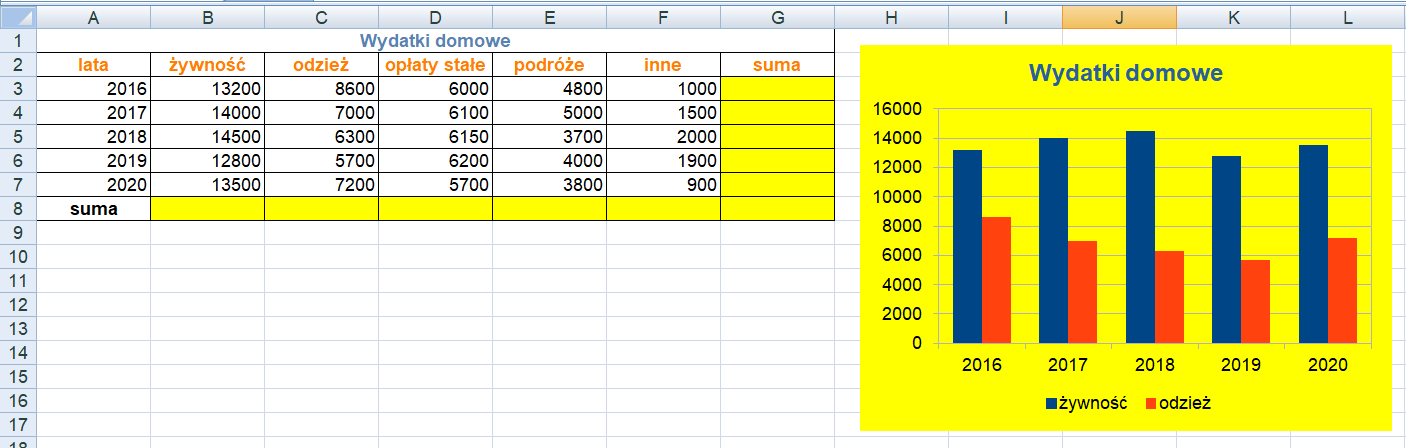 A B C D E F G H I J K L
1 Wydatki domowe
2 lata żywność odzież opłaty stałe podróże inne suma
3 2016 13200 8600 6000 4800 1000
4 2017 14000 7000 6100 5000 1500
5 2018 14500 6300 6150 3700 2000
6 2019 12800 5700 6200 4000 1900
7 2020 13500 7200 5700 3800 900
8 suma
9
10
11
12
13
14
15
16
17
18
Wydatki domowe
16000
14000
12000
10000
8000
6000
4000
2000
0
2016 2017 2018 2019 2020
żywność odzież